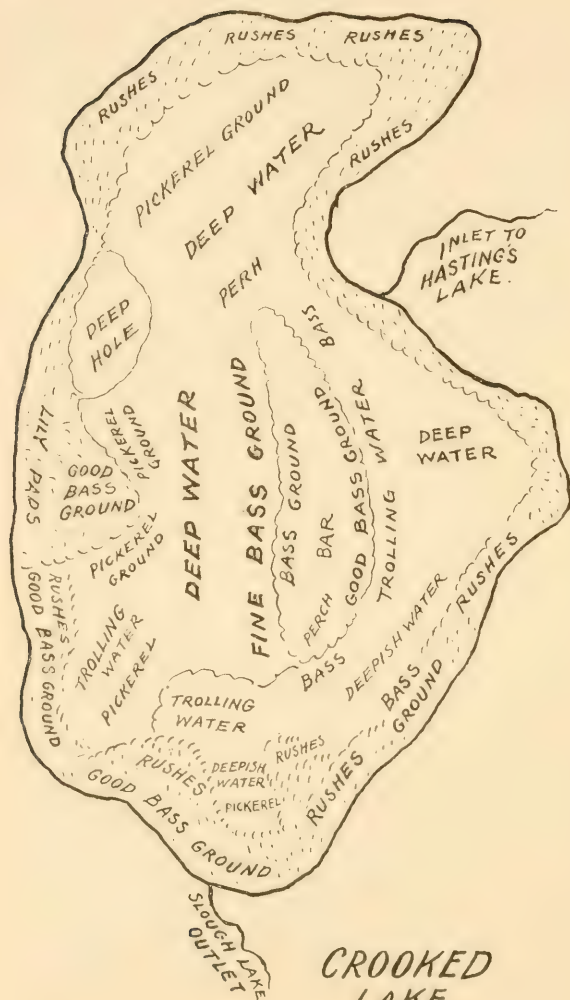 RUSHES
RUSHES
RUSHES
RUSHES
PICKEREL GROUND
DEEP WATER
PERH
INLET TO
HASTING'S
LAKE.
DEEP
HOLE
BASS
LILY PADS
PICKEREL
GROUND
GOOD
BASS
GROUND
PICKEREL
GROUND
DEEP WATER
FINE BASS GROUND
BASS GROUND
PERCH BAR
GOOD BASS GROUND
TROLLING WATER
DEEP
WATER
RUSHES
GOOD BASS GROUND
TROLLING
WATER
PICKEREL
BASS
DEEPISH WATER
RUSHES
BASS
GROUND
TROLLING
WATER
RUSHES
DEEPISH
WATER
PICKEREL
RUSHES
RUSHES
GOOD BASS GROUND
SLOUGH LAKE
OUTLET
CROOKED
LAKE